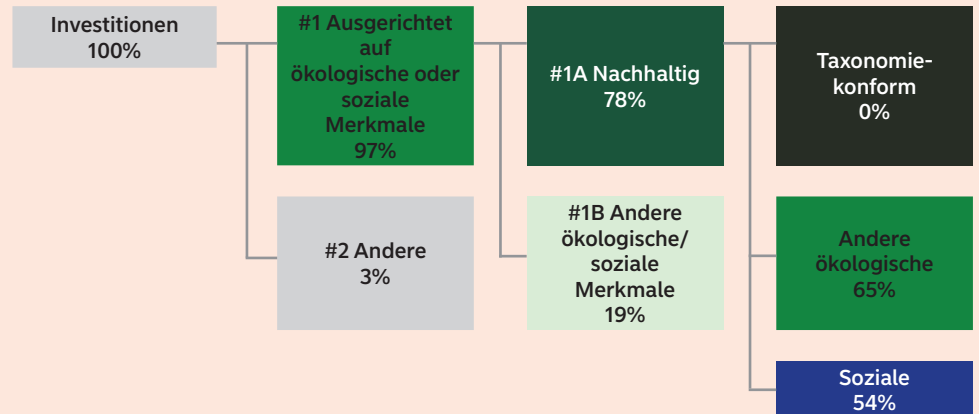 Investitionen
100%
#1 Ausgerichtet
auf
ökologische oder
soziale
Merkmale
97%
#1A Nachhaltig
78%
Taxonomie-
konform
0%
#2 Andere
3%
#1B Andere
ökologische/
soziale
Merkmale
19%
Andere
ökologische
65%
Soziale
54%